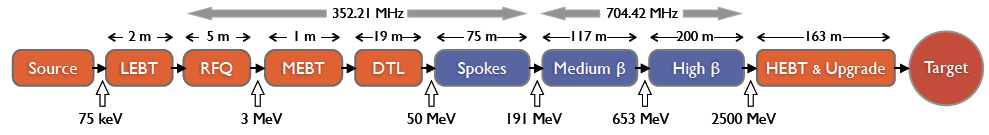 352.21 MHz 704.42 MHz
2 m 5 m 1 m 19 m 75 m 117 m 200 m 163 m
Source LEBT RFQ MEBT DTL Spokes Medium β High β HEBT & Upgrade Target
75 keV 3 MeV 50 MeV 191 MeV 653 MeV 2500 MeV